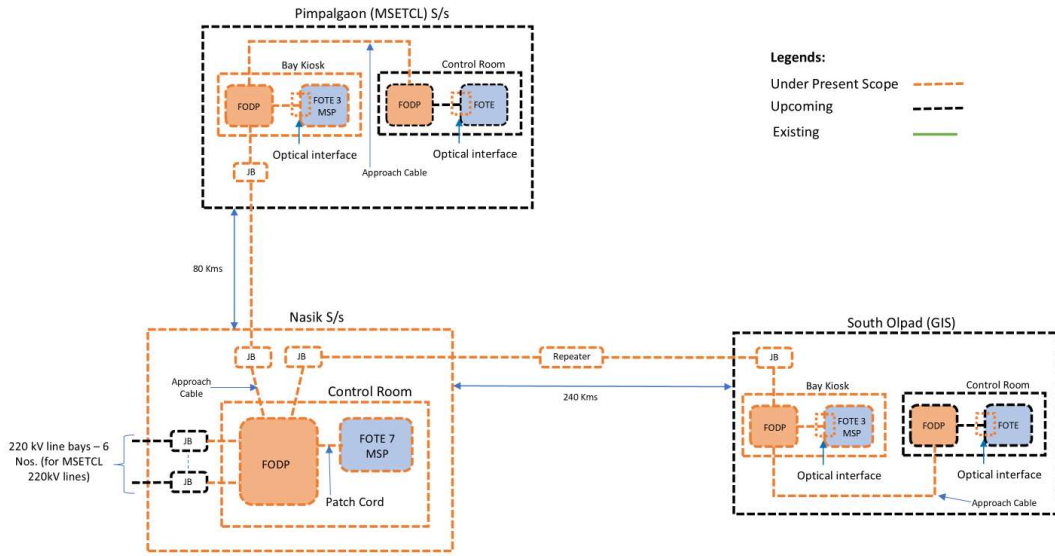 Pimpalgaon (MSETCL) S/s
Bay Kiosk
Control Room
FODP
FOTE 3
MSP
FODP
FOTE
Optical interface
Optical interface
JB
Approach Cable
Legends:
Under Present Scope
Upcoming
Existing
80 Kms
Nasik S/s
South Olpad (GIS)
JB
JB
Repeater
JB
Approach
Cable
Control Room
240 Kms
Bay Kiosk
Control Room
220 kV line bays – 6
Nos. (for MSETCL
220kV lines)
JB
JB
FODP
FOTE 7
MSP
Patch Cord
FODP
FOTE 3
MSP
FODP
FOTE
Optical interface
Optical interface
Approach Cable